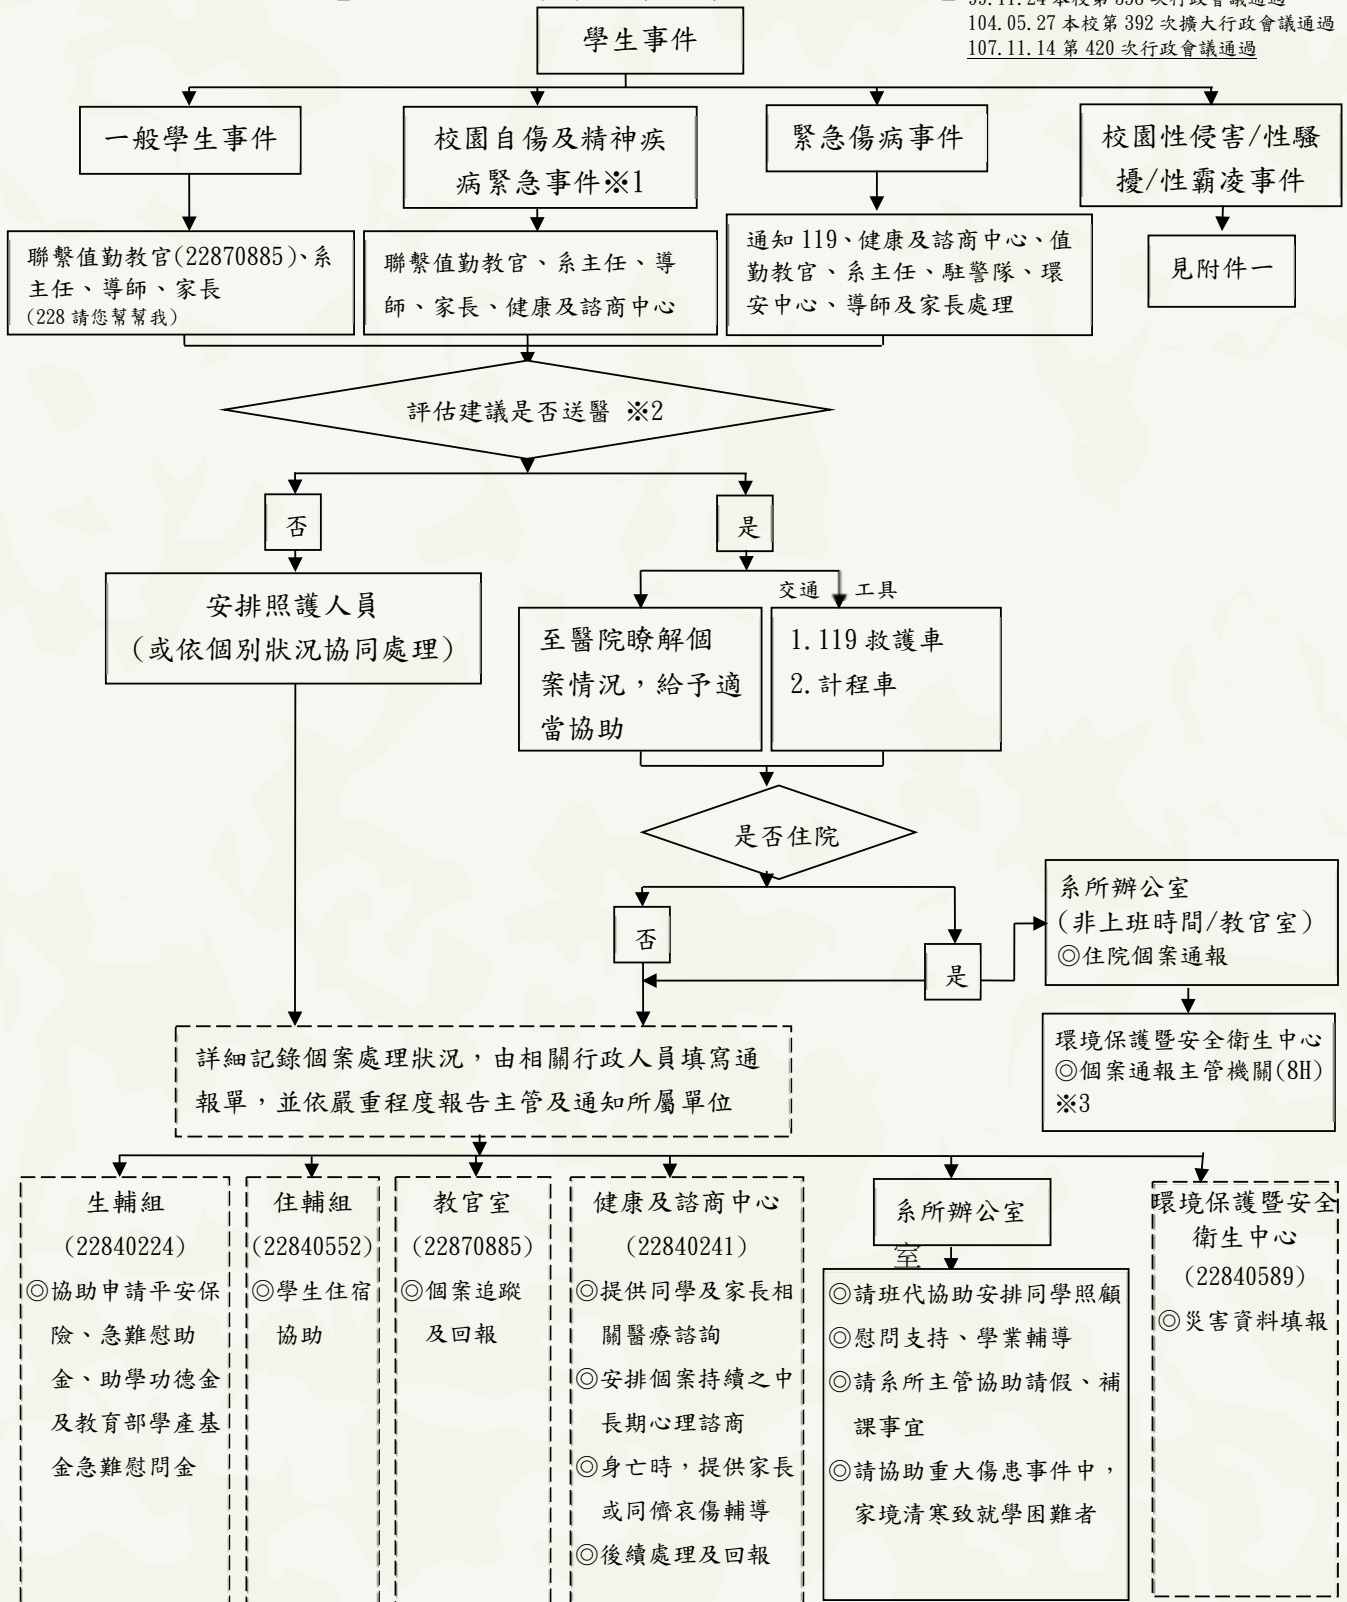 99.11.24 本校第 358 次行政會議通過
104.05.27 本校第 392 次擴大行政會議通過
107.11.14 第 420 次行政會議通過
學生事件
一般學生事件
校園自傷及精神疾
病緊急事件※1
緊急傷病事件
校園性侵害/性騷
擾/性霸凌事件
聯繫值勤教官(22870885)、系
主任、導師、家長
(228 請您幫幫我)
聯繫值勤教官、系主任、導
師、家長、健康及諮商中心
通知 119、健康及諮商中心、值
勤教官、系主任、駐警隊、環
安中心、導師及家長處理
見附件一
評估建議是否送醫 ※2
否
是
安排照護人員
(或依個別狀況協同處理)
交通 工具
至醫院瞭解個
案情況，給予適
當協助
1.119 救護車
2.計程車
是否住院
否
是
系所辦公室
(非上班時間/教官室)
◎住院個案通報
環境保護暨安全衛生中心
◎個案通報主管機關(8H)
※3
詳細記錄個案處理狀況，由相關行政人員填寫通
報單，並依嚴重程度報告主管及通知所屬單位
生輔組
(22840224)
◎協助申請平安保
險、急難慰助
金、助學功德金
及教育部學產基
金急難慰問金
住輔組
(22840552)
◎學生住宿
協助
教官室
(22870885)
◎個案追蹤
及回報
健康及諮商中心
(22840241)
◎提供同學及家長相
關醫療諮詢
◎安排個案持續之中
長期心理諮商
◎身亡時，提供家長
或同儕哀傷輔導
◎後續處理及回報
系所辦公室
室
◎請班代協助安排同學照顧
◎慰問支持、學業輔導
◎請系所主管協助請假、補
課事宜
◎請協助重大傷患事件中，
家境清寒致就學困難者
環境保護暨安全
衛生中心
(22840589)
◎災害資料填報